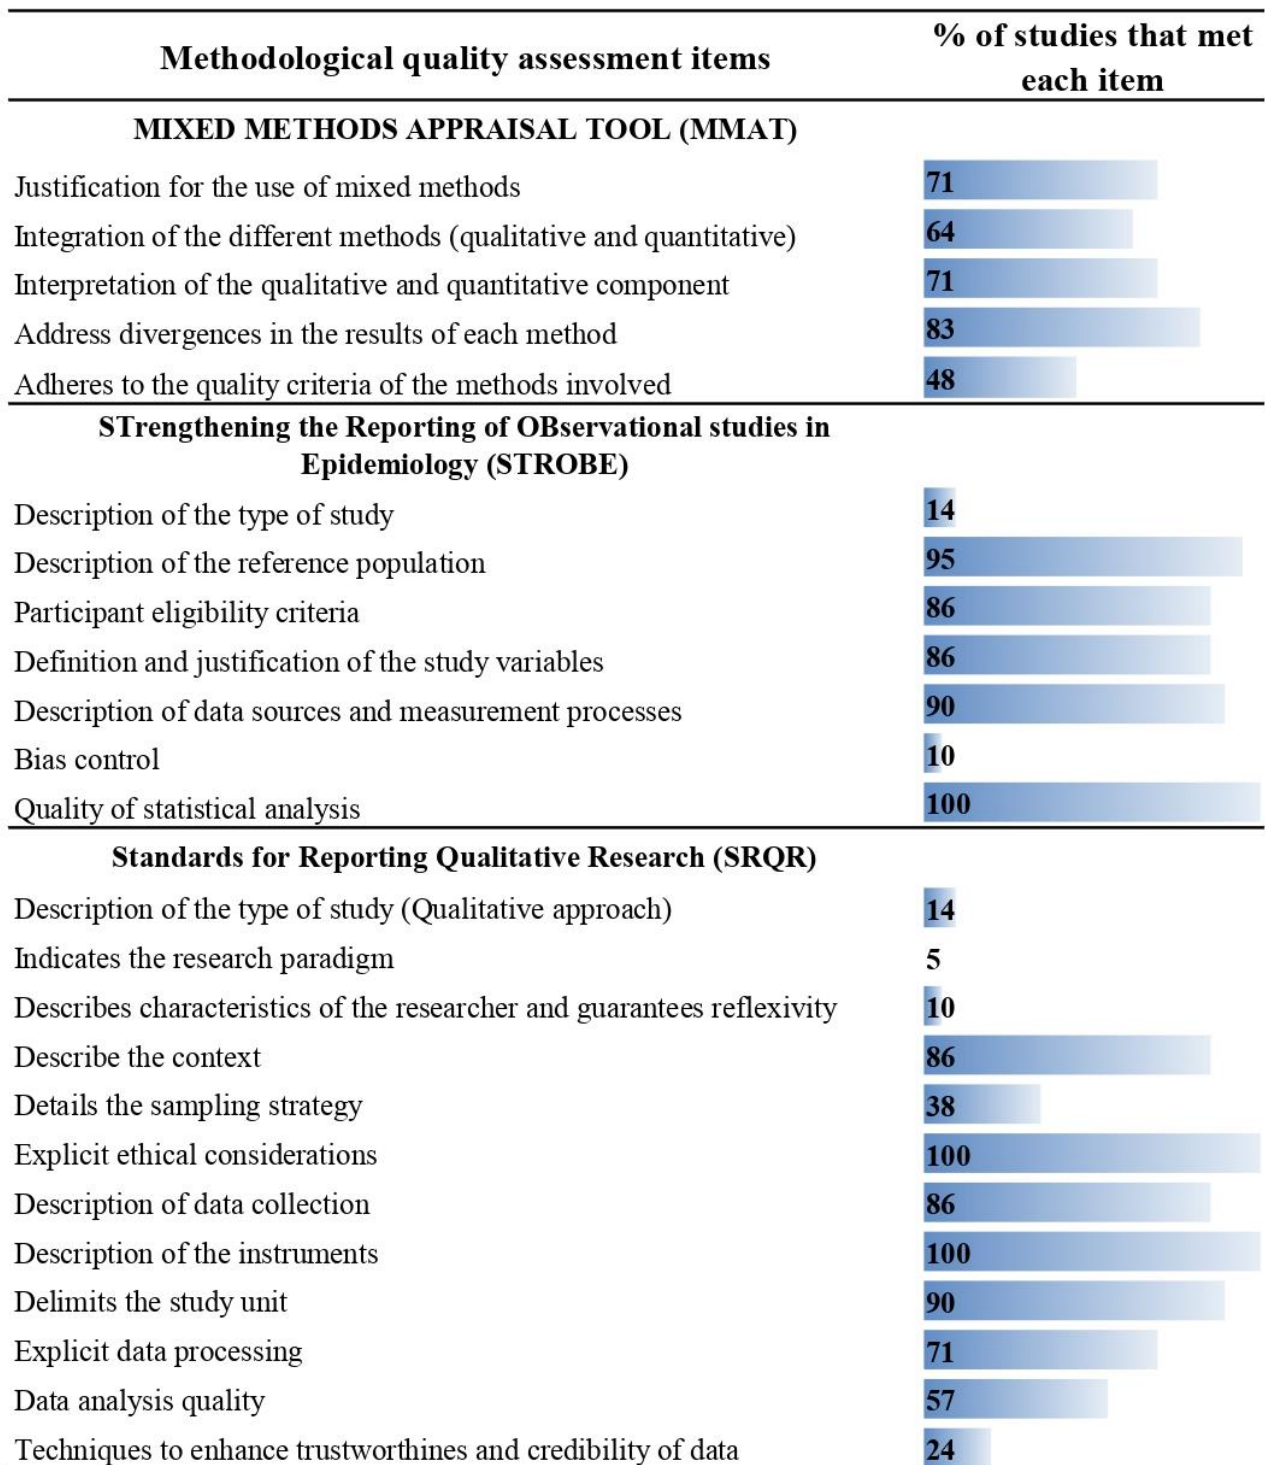 Methodological quality assessment items
% of studies that met
each item
MIXED METHODS APPRAISAL TOOL (MMAT)
Justification for the use of mixed methods 71
Integration of the different methods (qualitative and quantitative) 64
Interpretation of the qualitative and quantitative component 71
Address divergences in the results of each method 83
Adheres to the quality criteria of the methods involved 48
STrengthening the Reporting of OBservational studies in
Epidemiology (STROBE)
Description of the type of study 14
Description of the reference population 95
Participant eligibility criteria 86
Definition and justification of the study variables 86
Description of data sources and measurement processes 90
Bias control 10
Quality of statistical analysis 100
Standards for Reporting Qualitative Research (SRQR)
Description of the type of study (Qualitative approach) 14
Indicates the research paradigm 5
Describes characteristics of the researcher and guarantees reflexivity 10
Describe the context 86
Details the sampling strategy 38
Explicit ethical considerations 100
Description of data collection 86
Description of the instruments 100
Delimits the study unit 90
Explicit data processing 71
Data analysis quality 57
Techniques to enhance trustworthines and credibility of data 24